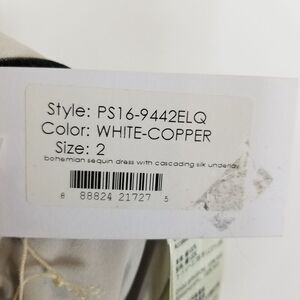 Style: PS16-9442ELQ
Color: WHITE-COPPER
Size: 2
bohemian sequin dress with cascading silk underlay
8 88824 21727 5